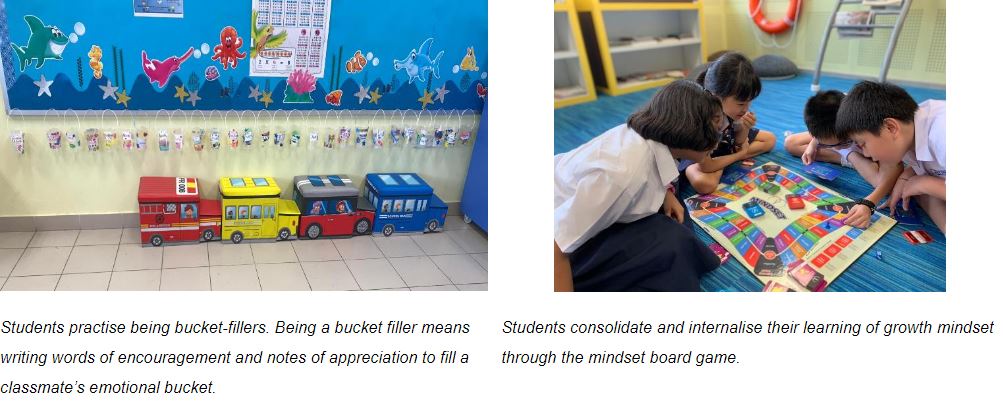 Students practise being bucket-fillers. Being a bucket filler means
writing words of encouragement and notes of appreciation to fill a
classmate's emotional bucket.
Students consolidate and internalise their learning of growth mindset
through the mindset board game.